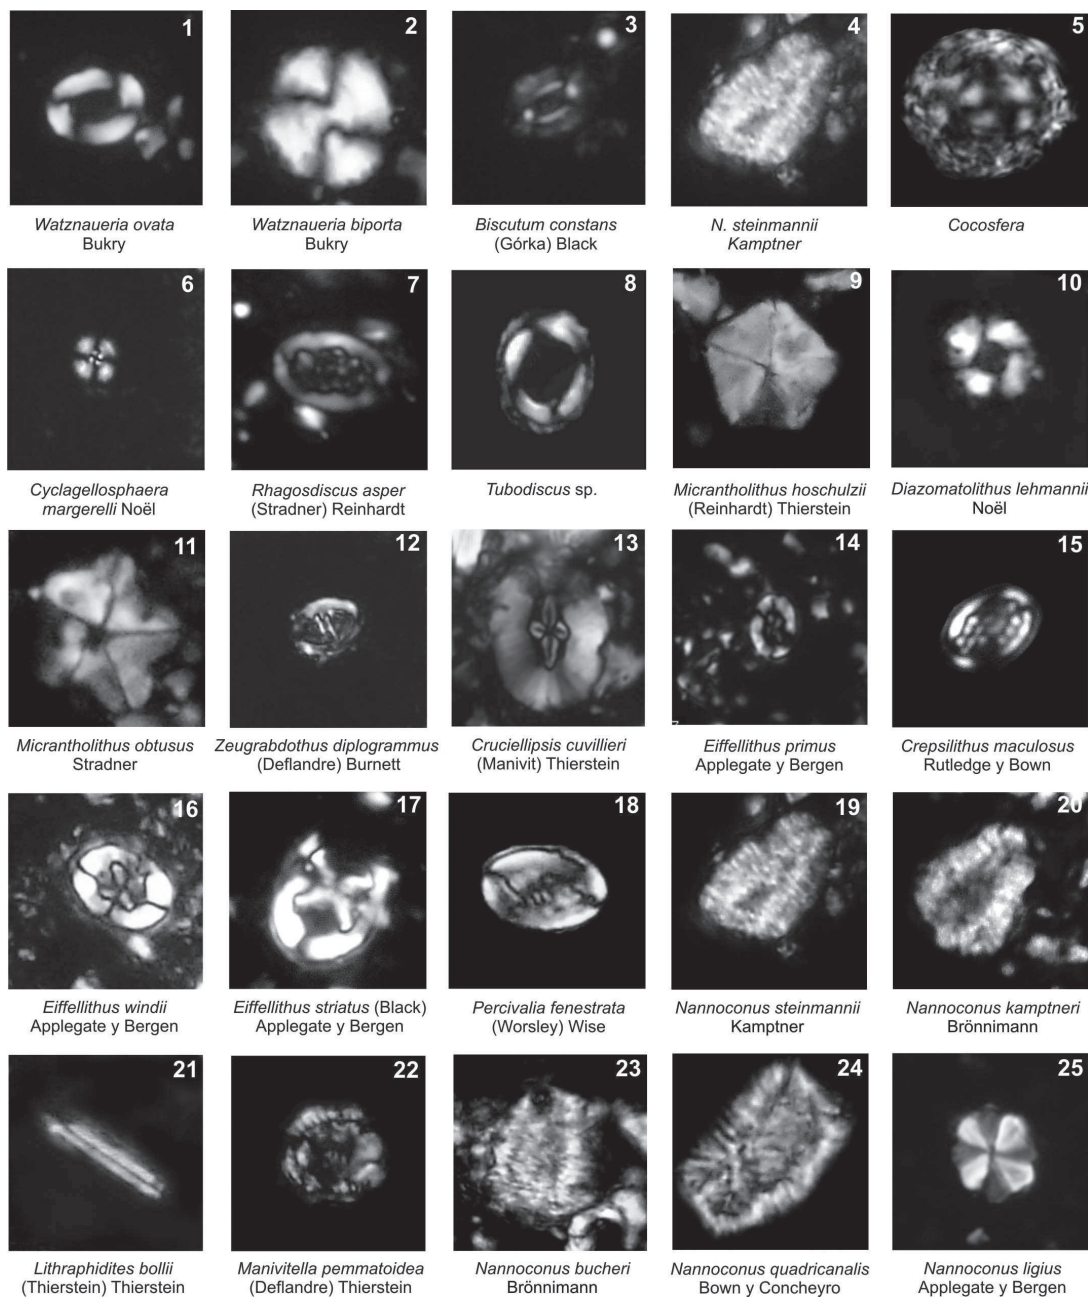 1
2
3
4
5
Watznaueria ovata
Bukry
Watznaueria biporta
Bukry
Biscutum constans
(Górka) Black
N. steinmannii
Kamptner
Cocosfera
6
7
8
9
10
Cyclagellosphaera
margerelli Noël
Rhagosdiscus asper
(Stradner) Reinhardt
Tubodiscus sp.
Micrantholithus hoschulzii
(Reinhardt) Thierstein
Diazomatolithus lehmannii
Noël
11
12
13
14
15
Micrantholithus obtusus
Stradner
Zeugrabdothus diplogrammus
(Deflandre) Burnett
Cruciellipsis cuvillieri
(Manivit) Thierstein
Eiffellithus primus
Applegate y Bergen
Crepsilithus maculosus
Rutledge y Bown
16
17
18
19
20
Eiffellithus windii
Applegate y Bergen
Eiffellithus striatus (Black)
Applegate y Bergen
Percivalia fenestrata
(Worsley) Wise
Nannoconus steinmannii
Kamptner
Nannoconus kamptneri
Brönnimann
21
22
23
24
25
Lithraphidites bollii
(Thierstein) Thierstein
Manivitella pemmatoidea
(Deflandre) Thierstein
Nannoconus bucheri
Brönnimann
Nannoconus quadricanalis
Bown y Concheyro
Nannoconus ligius
Applegate y Bergen